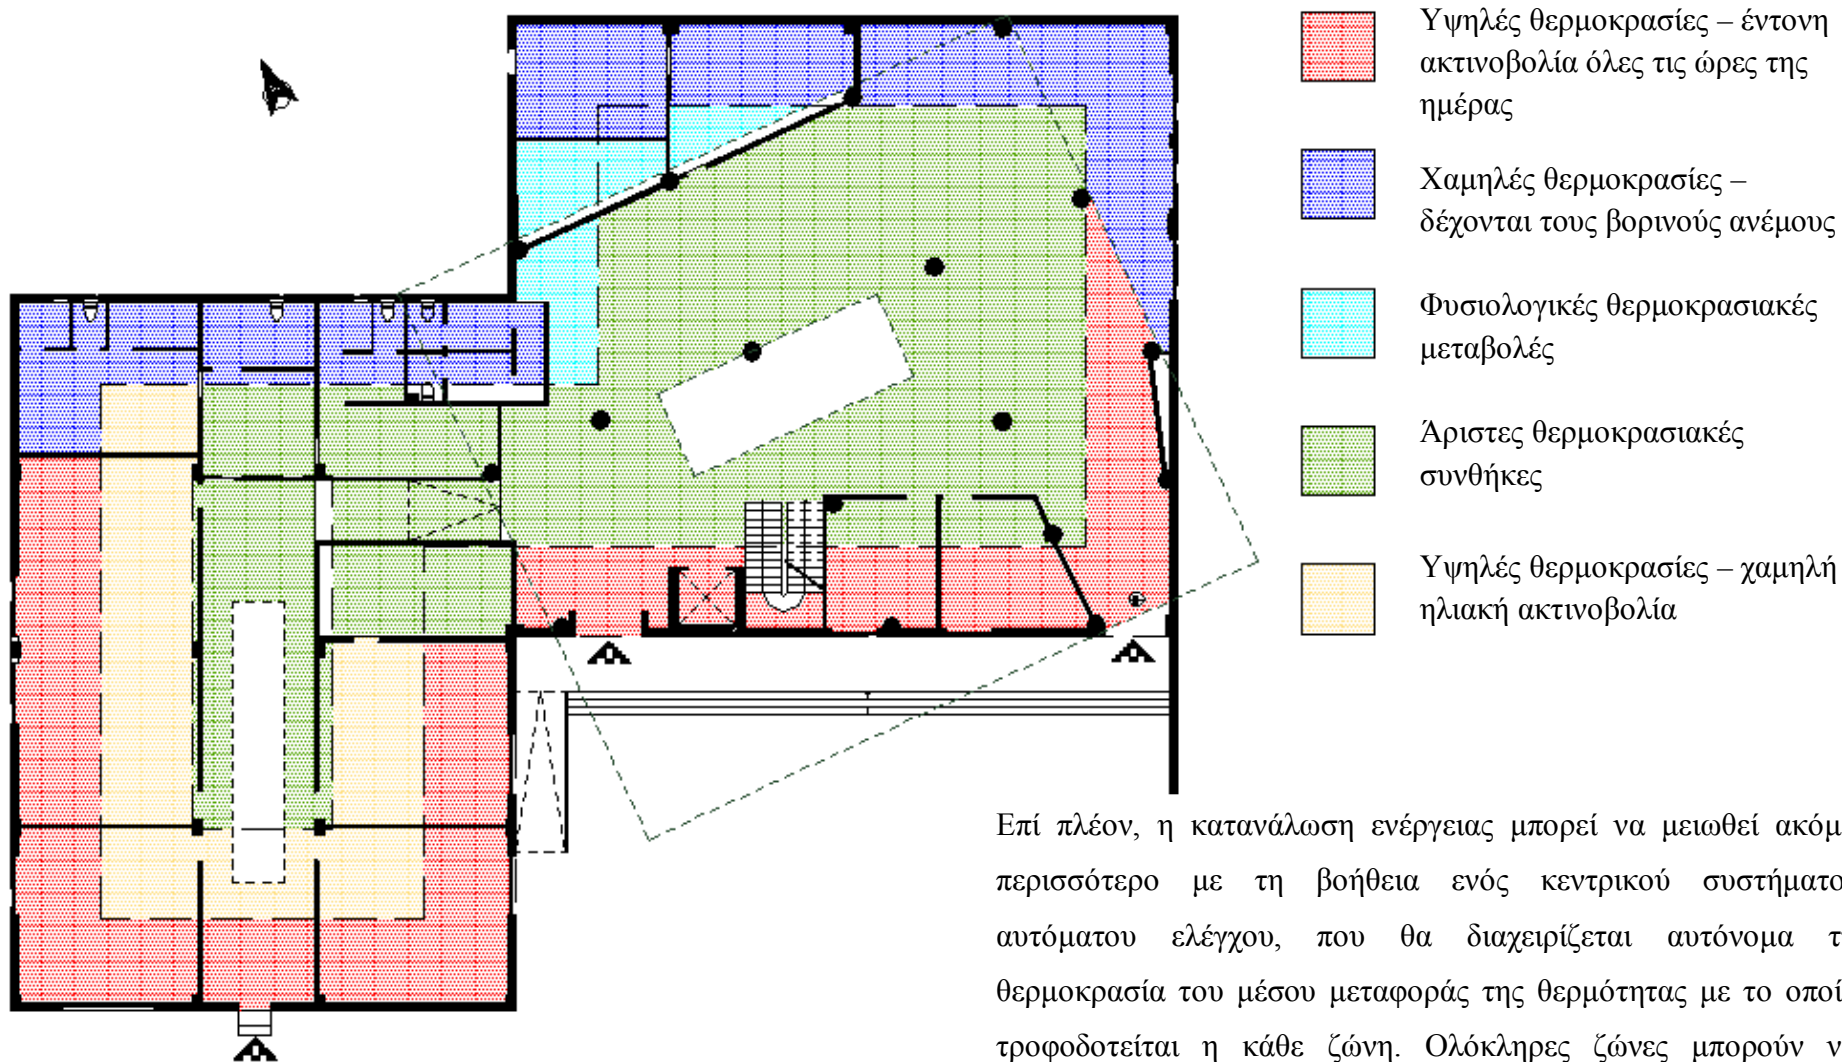 Υψηλές θερμοκρασίες – έντονη
ακτινοβολία όλες τις ώρες της
ημέρας
Χαμηλές θερμοκρασίες –
δέχονται τους βορινούς ανέμους
Φυσιολογικές θερμοκρασιακές
μεταβολές
Άριστες θερμοκρασιακές
συνθήκες
Υψηλές θερμοκρασίες – χαμηλή
ηλιακή ακτινοβολία
Επί πλέον, η κατανάλωση ενέργειας μπορεί να μειωθεί ακόμ
περισσότερο με τη βοήθεια ενός κεντρικού συστήματο
αυτόματου ελέγχου, που θα διαχειρίζεται αυτόνομα τ
θερμοκρασία του μέσου μεταφοράς της θερμότητας με το οποί
τροφοδοτείται η κάθε ζώνη. Ολόκληρες ζώνες μπορούν ν